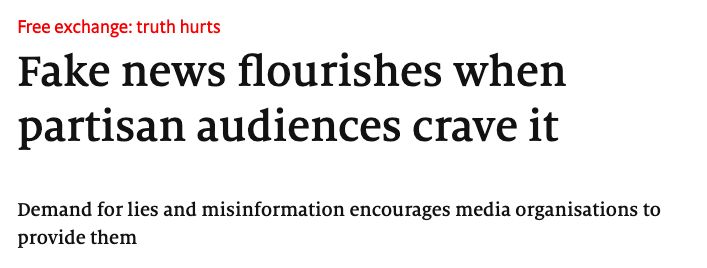 Free exchange: truth hurts
Fake news flourishes when
partisan audiences crave it
Demand for lies and misinformation encourages media organisations to
provide them